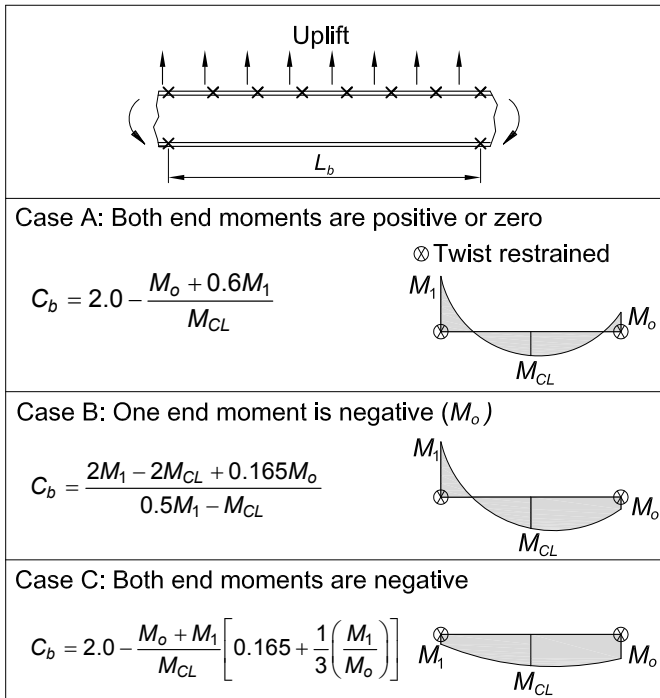 Uplift
L_b
Case A: Both end moments are positive or zero
⊗ Twist restrained
C_b = 2.0 − (M_o + 0.6M_1) / M_CL
M_1
M_o
M_CL
Case B: One end moment is negative (M_o)
C_b = (2M_1 − 2M_CL + 0.165M_o) / (0.5M_1 − M_CL)
M_1
M_o
M_CL
Case C: Both end moments are negative
C_b = 2.0 − (M_o + M_1) / M_CL [0.165 + 1/3 (M_1 / M_o)]
M_1
M_o
M_CL